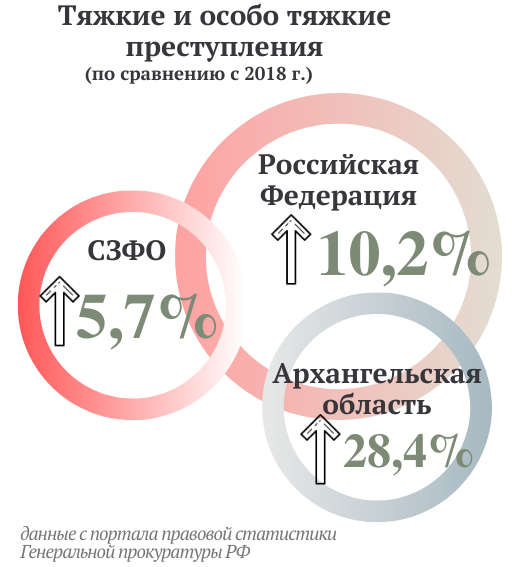 Тяжкие и особо тяжкие
преступления
(по сравнению с 2018 г.)
Российская
Федерация
10,2%
СЗФО
5,7%
Архангельская
область
28,4%
данные с портала правовой статистики
Генеральной прокуратуры РФ